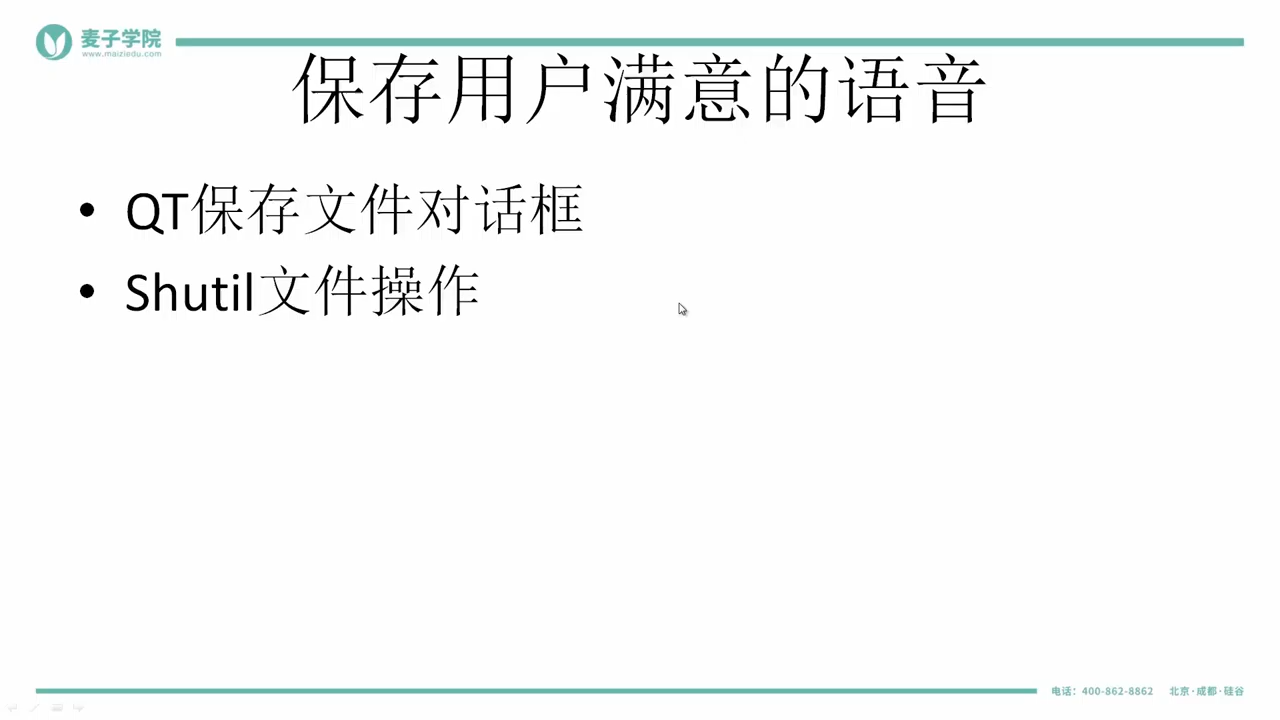 麦子学院
www.maiziedu.com
保存用户满意的语音
• QT保存文件对话框
• Shutil文件操作
电话：400-862-8862 北京·成都·硅谷